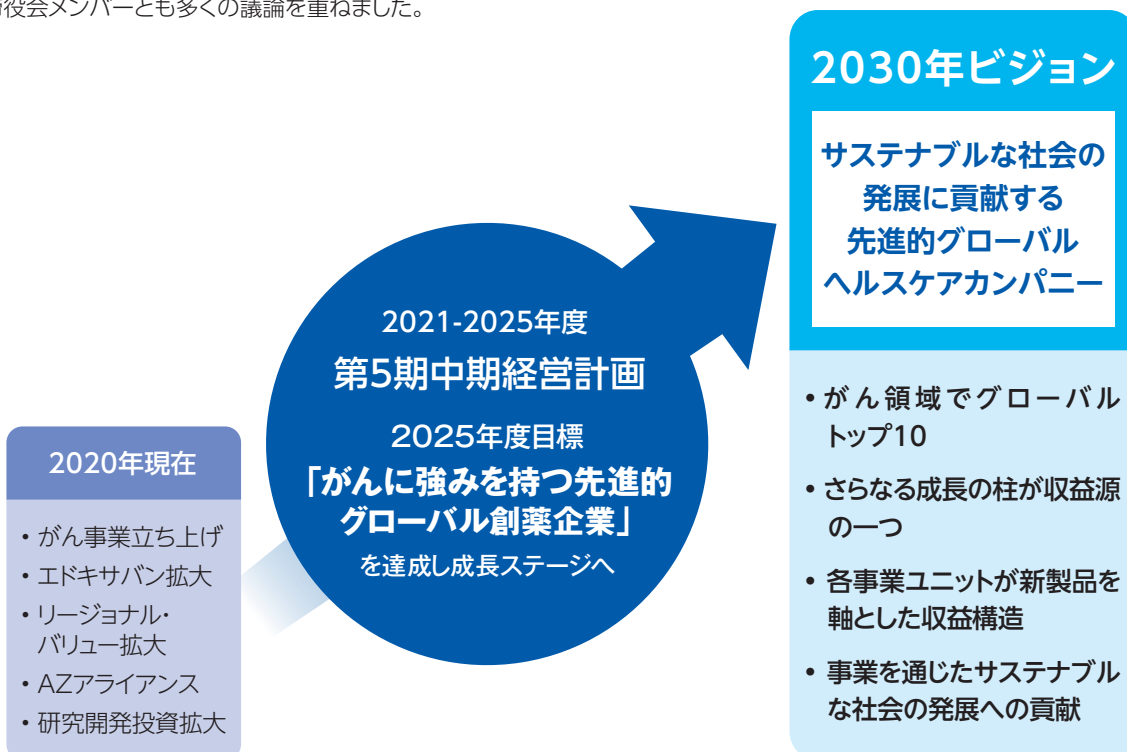 役会メンバーとも多くの議論を重ねました。
2020年現在
• がん事業立ち上げ
• エドキサバン拡大
• リージョナル・
バリュー拡大
• AZアライアンス
• 研究開発投資拡大
2021-2025年度
第5期中期経営計画
2025年度目標
「がんに強みを持つ先進的
グローバル創薬企業」
を達成し成長ステージへ
2030年ビジョン
サステナブルな社会の
発展に貢献する
先進的グローバル
ヘルスケアカンパニー
• がん領域でグローバル
トップ10
• さらなる成長の柱が収益源
の一つ
• 各事業ユニットが新製品を
軸とした収益構造
• 事業を通じたサステナブル
な社会の発展への貢献